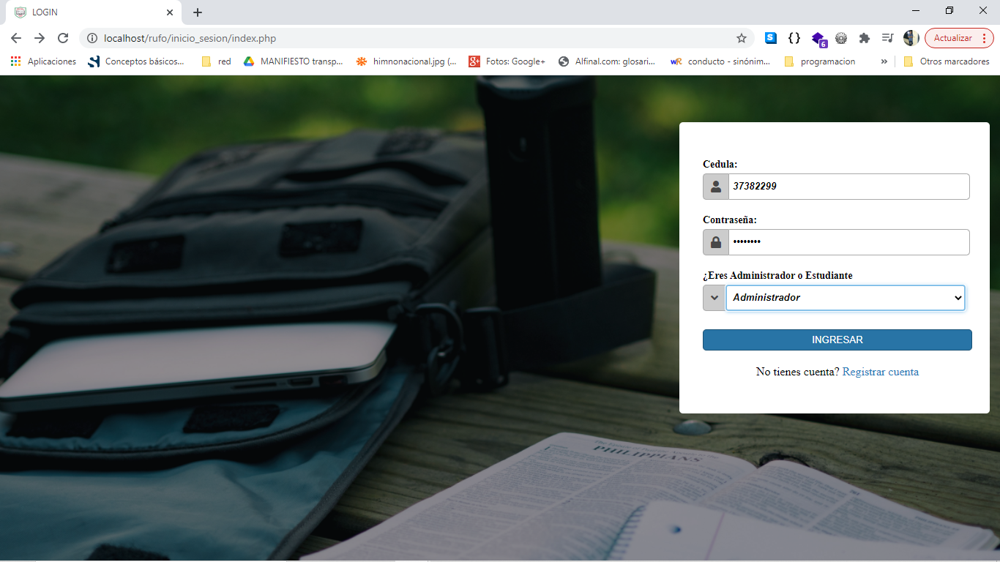 LOGIN
localhost/rufo/inicio_sesion/index.php
6
Actualizar
Aplicaciones
Conceptos básicos...
red
MANIFIESTO transp...
himnonacional.jpg (...
Fotos: Google+
Alfinal.com: glosari...
conducto - sinónim...
programacion
»
Otros marcadores
Cedula:
37382299
Contraseña:
••••••••
¿Eres Administrador o Estudiante
Administrador
INGRESAR
No tienes cuenta? Registrar cuenta
PHILIPPIANS